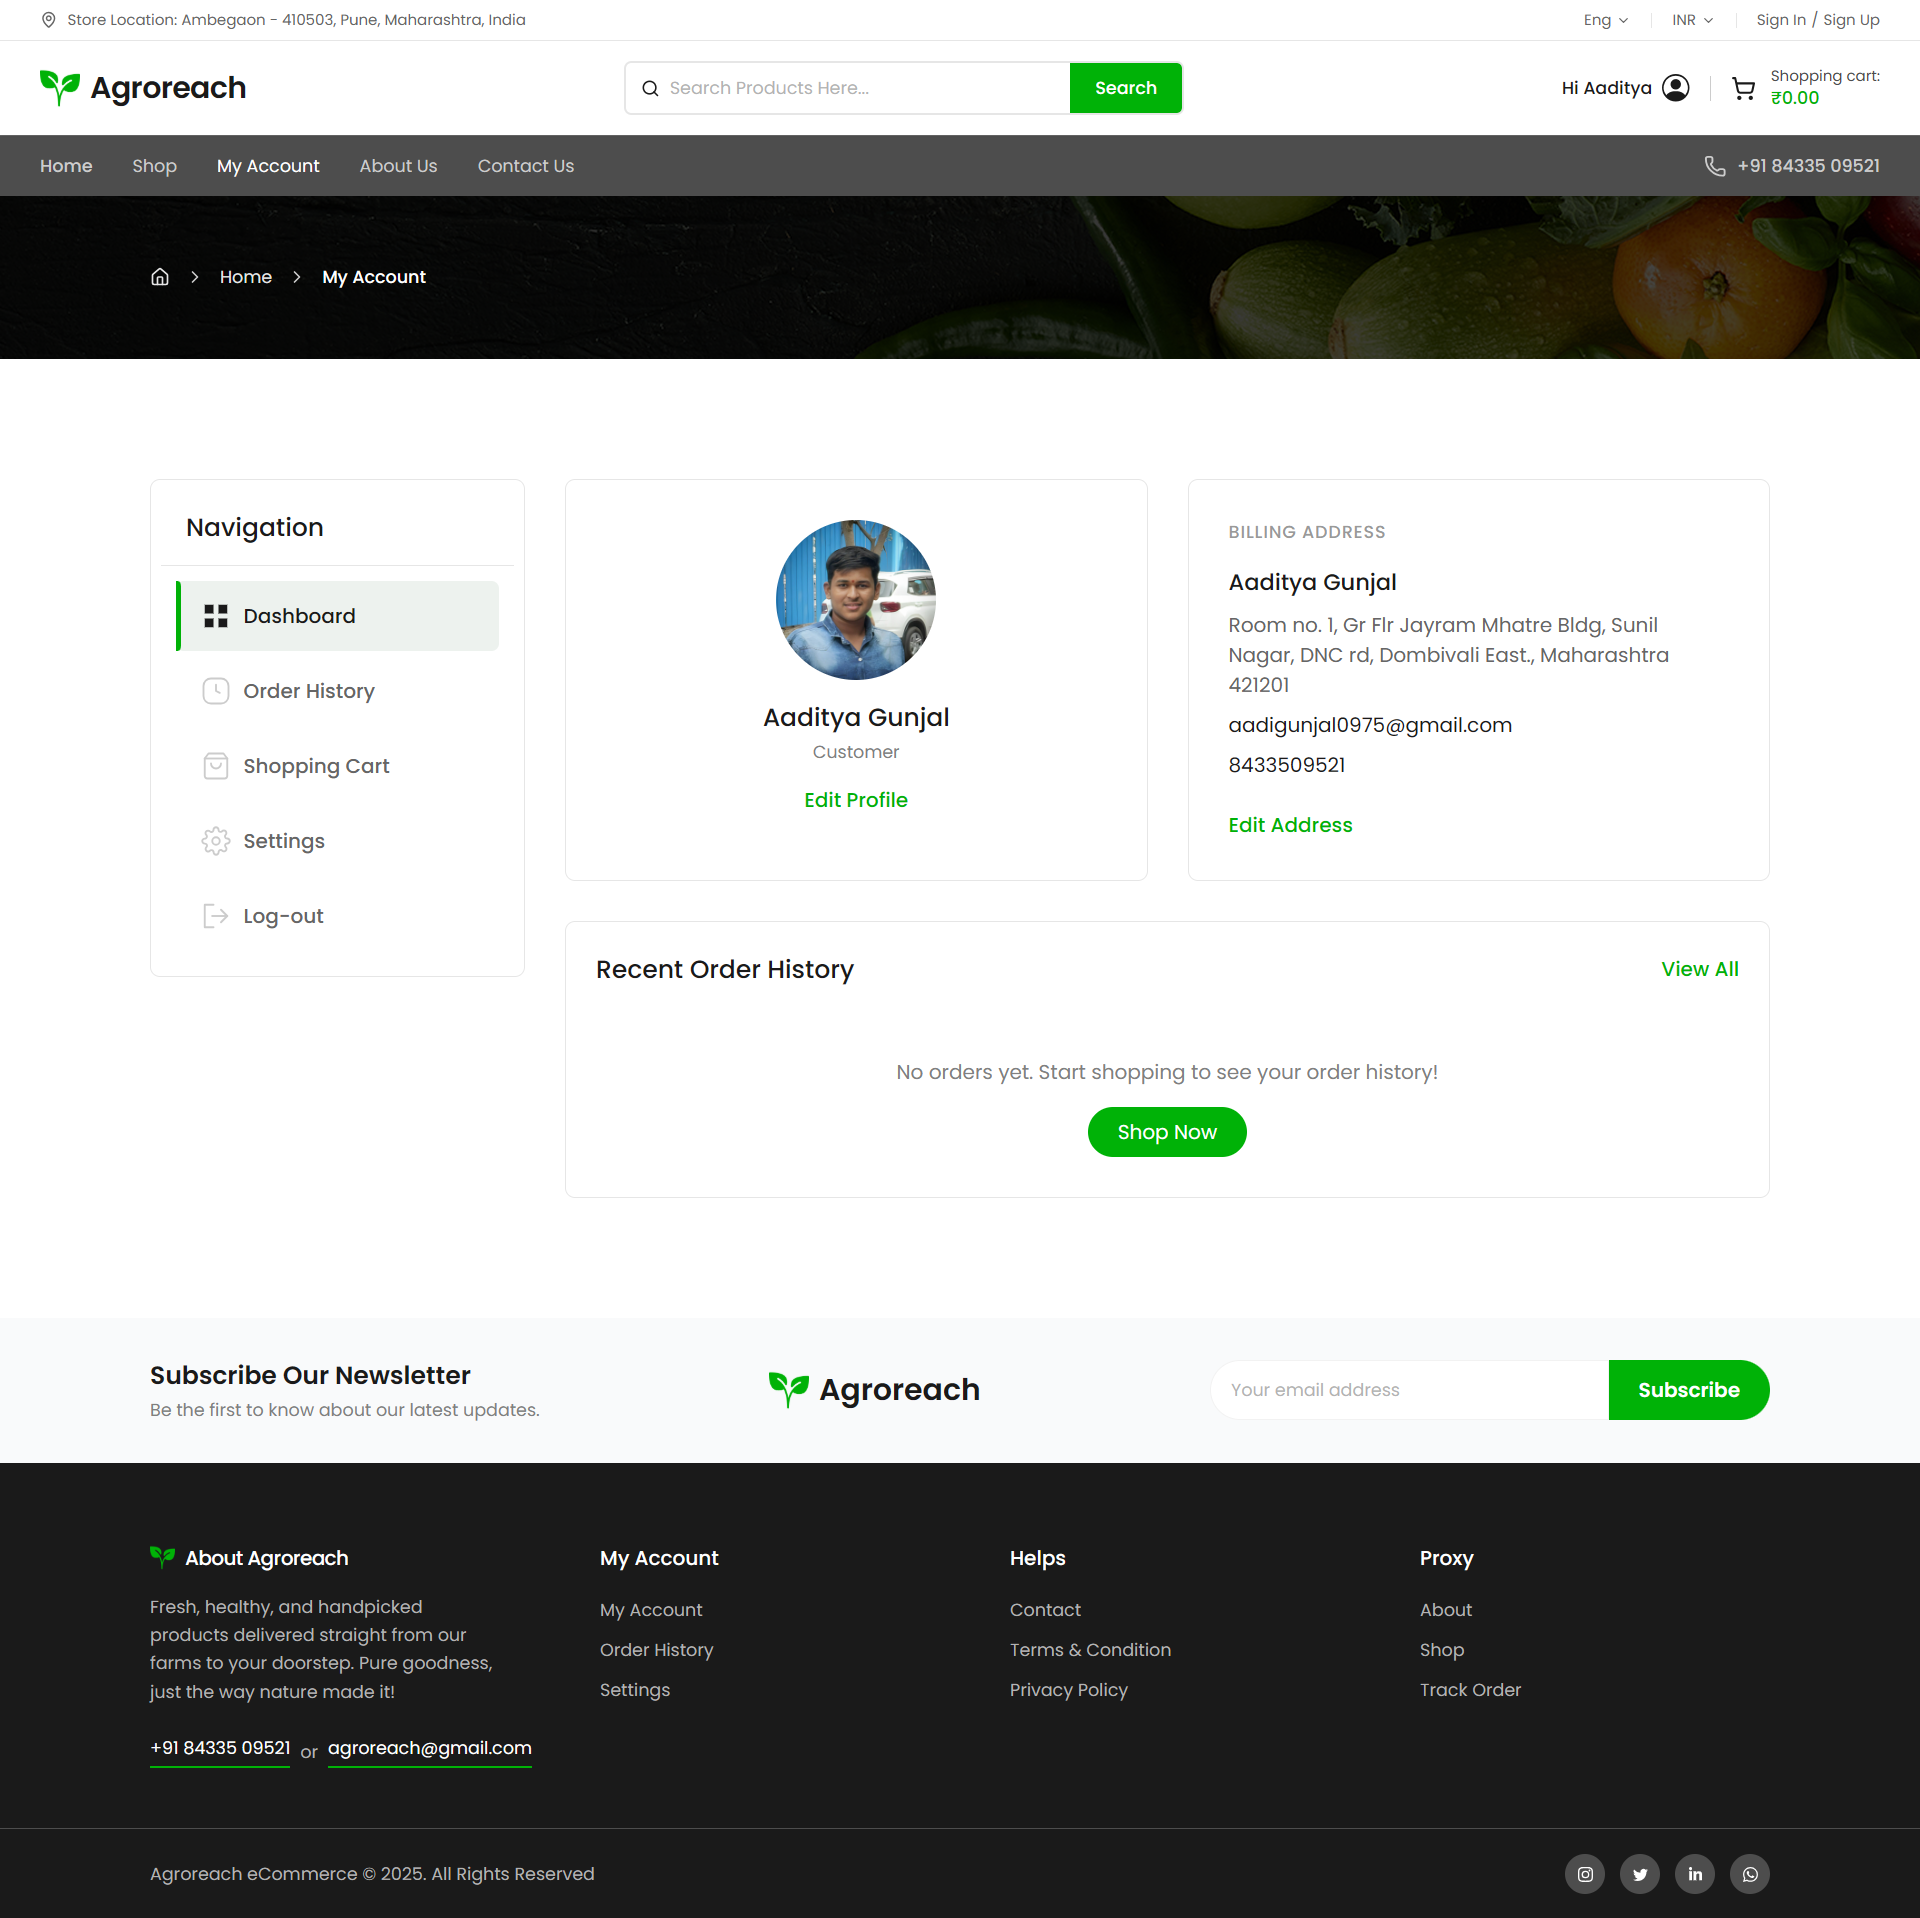 Store Location: Ambegaon - 410503, Pune, Maharashtra, India
Eng
INR
Sign In / Sign Up
Agroreach
Search Products Here...
Search
Hi Aaditya
Shopping cart:
₹0.00
Home
Shop
My Account
About Us
Contact Us
+91 84335 09521
Home
My Account
Navigation
Dashboard
Order History
Shopping Cart
Settings
Log-out
Aaditya Gunjal
Customer
Edit Profile
BILLING ADDRESS
Aaditya Gunjal
Room no. 1, Gr Flr Jayram Mhatre Bldg, Sunil
Nagar, DNC rd, Dombivali East., Maharashtra
421201
aadigunjal0975@gmail.com
8433509521
Edit Address
Recent Order History
View All
No orders yet. Start shopping to see your order history!
Shop Now
Subscribe Our Newsletter
Be the first to know about our latest updates.
Agroreach
Your email address
Subscribe
About Agroreach
Fresh, healthy, and handpicked
products delivered straight from our
farms to your doorstep. Pure goodness,
just the way nature made it!
+91 84335 09521 or agroreach@gmail.com
My Account
My Account
Order History
Settings
Helps
Contact
Terms & Condition
Privacy Policy
Proxy
About
Shop
Track Order
Agroreach eCommerce © 2025. All Rights Reserved